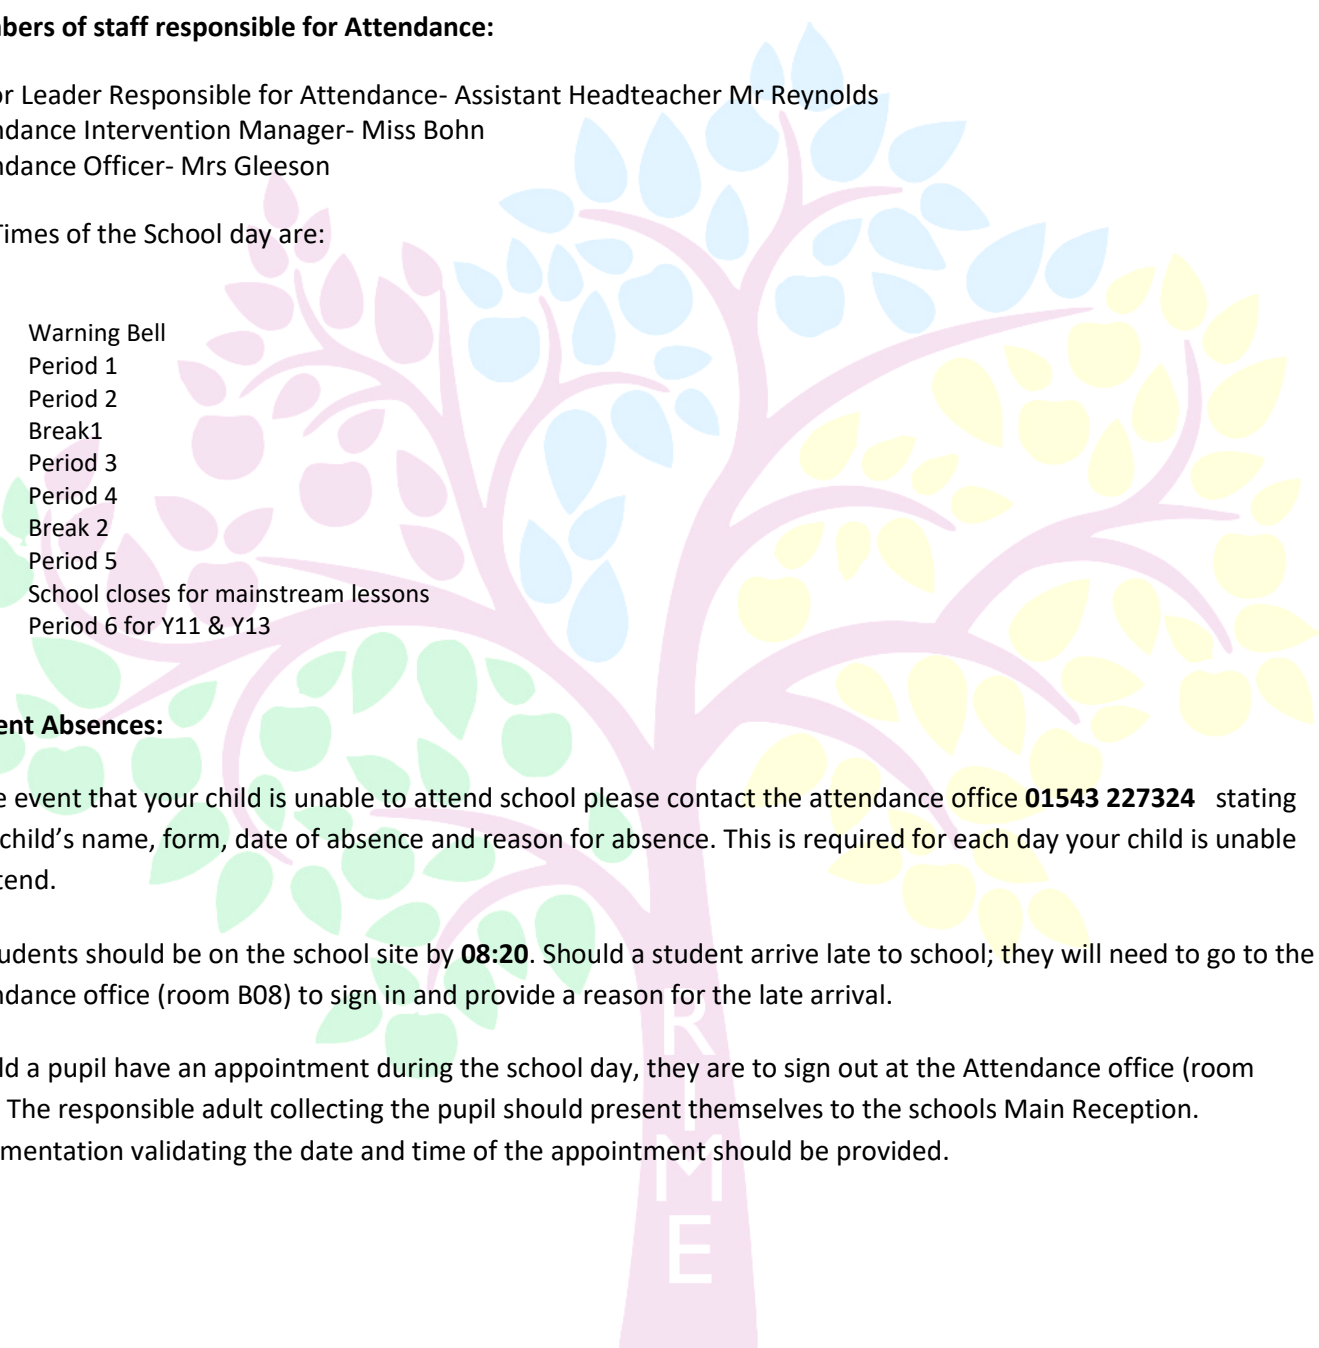 bers of staff responsible for Attendance:
or Leader Responsible for Attendance- Assistant Headteacher Mr Reynolds
ndance Intervention Manager- Miss Bohn
ndance Officer- Mrs Gleeson
Times of the School day are:
Warning Bell
Period 1
Period 2
Break1
Period 3
Period 4
Break 2
Period 5
School closes for mainstream lessons
Period 6 for Y11 & Y13
ent Absences:
e event that your child is unable to attend school please contact the attendance office 01543 227324 stating
child’s name, form, date of absence and reason for absence. This is required for each day your child is unable
tend.
udents should be on the school site by 08:20. Should a student arrive late to school; they will need to go to the
ndance office (room B08) to sign in and provide a reason for the late arrival.
ld a pupil have an appointment during the school day, they are to sign out at the Attendance office (room
The responsible adult collecting the pupil should present themselves to the schools Main Reception.
mentation validating the date and time of the appointment should be provided.
R
I
M
E